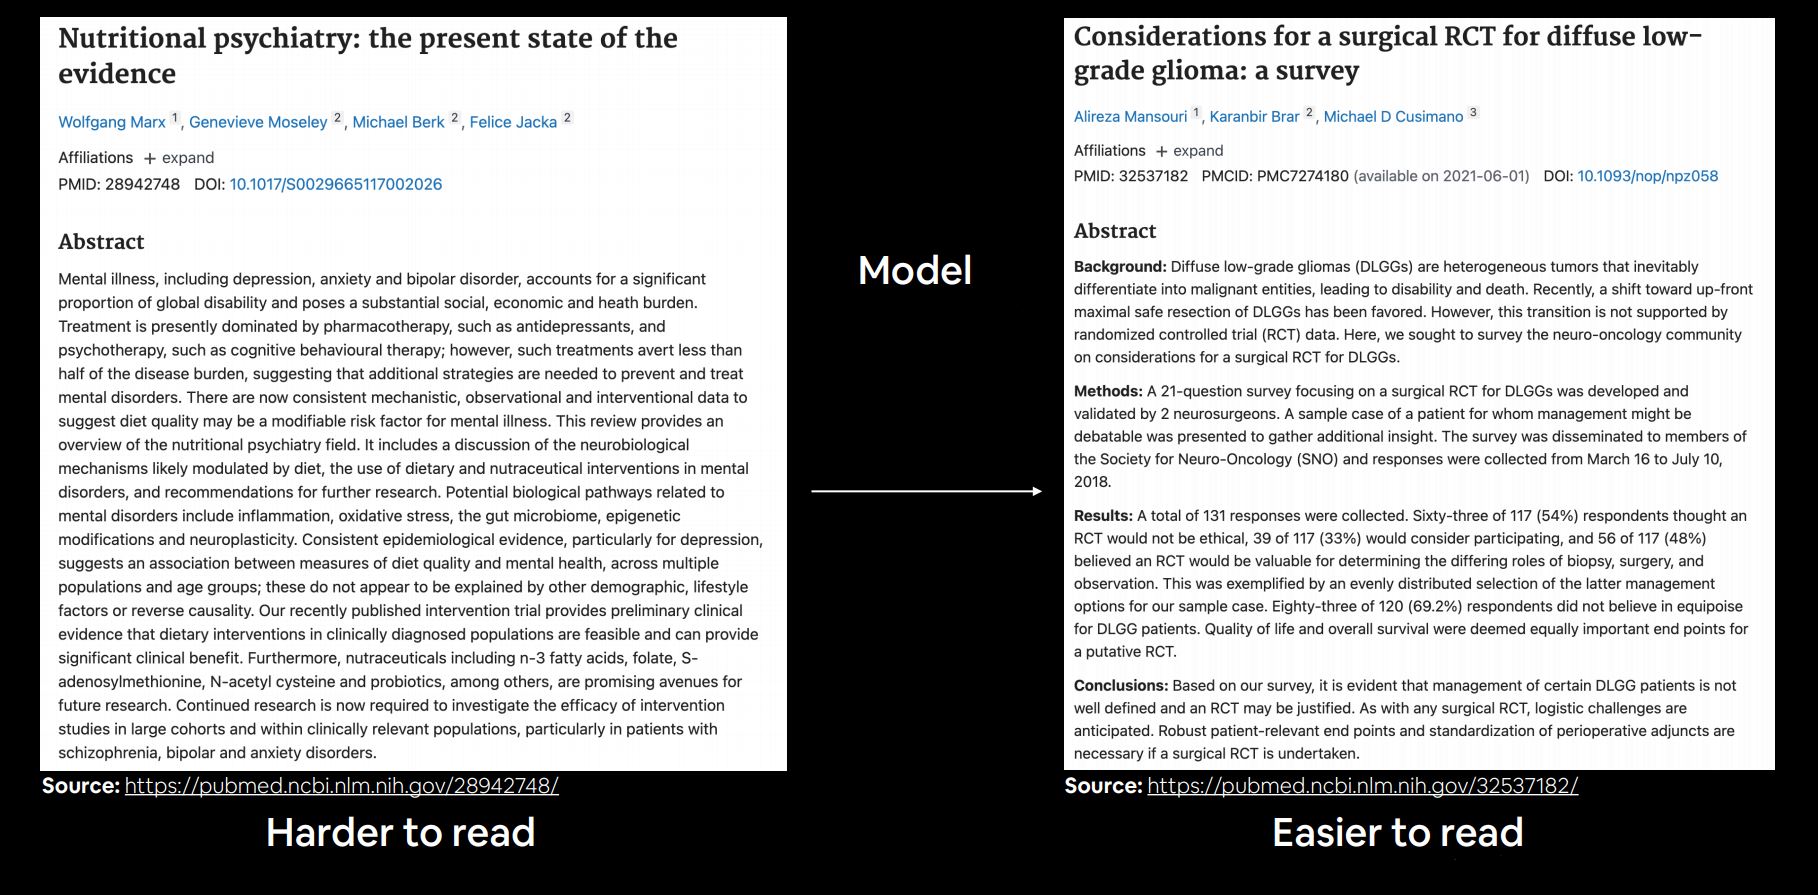 Nutritional psychiatry: the present state of the
evidence
Wolfgang Marx 1, Genevieve Moseley 2, Michael Berk 2, Felice Jacka 2
Affiliations + expand
PMID: 28942748 DOI: 10.1017/S0029665117002026
Abstract
Mental illness, including depression, anxiety and bipolar disorder, accounts for a significant
proportion of global disability and poses a substantial social, economic and heath burden.
Treatment is presently dominated by pharmacotherapy, such as antidepressants, and
psychotherapy, such as cognitive behavioural therapy; however, such treatments avert less than
half of the disease burden, suggesting that additional strategies are needed to prevent and treat
mental disorders. There are now consistent mechanistic, observational and interventional data to
suggest diet quality may be a modifiable risk factor for mental illness. This review provides an
overview of the nutritional psychiatry field. It includes a discussion of the neurobiological
mechanisms likely modulated by diet, the use of dietary and nutraceutical interventions in mental
disorders, and recommendations for further research. Potential biological pathways related to
mental disorders include inflammation, oxidative stress, the gut microbiome, epigenetic
modifications and neuroplasticity. Consistent epidemiological evidence, particularly for depression,
suggests an association between measures of diet quality and mental health, across multiple
populations and age groups; these do not appear to be explained by other demographic, lifestyle
factors or reverse causality. Our recently published intervention trial provides preliminary clinical
evidence that dietary interventions in clinically diagnosed populations are feasible and can provide
significant clinical benefit. Furthermore, nutraceuticals including n-3 fatty acids, folate, S-
adenosylmethionine, N-acetyl cysteine and probiotics, among others, are promising avenues for
future research. Continued research is now required to investigate the efficacy of intervention
studies in large cohorts and within clinically relevant populations, particularly in patients with
schizophrenia, bipolar and anxiety disorders.
Source: https://pubmed.ncbi.nlm.nih.gov/28942748/
Harder to read
Model
Considerations for a surgical RCT for diffuse low-
grade glioma: a survey
Alireza Mansouri 1, Karanbir Brar 2, Michael D Cusimano 3
Affiliations + expand
PMID: 32537182 PMCID: PMC7274180 (available on 2021-06-01) DOI: 10.1093/nop/npz058
Abstract
Background: Diffuse low-grade gliomas (DLGGs) are heterogeneous tumors that inevitably
differentiate into malignant entities, leading to disability and death. Recently, a shift toward up-front
maximal safe resection of DLGGs has been favored. However, this transition is not supported by
randomized controlled trial (RCT) data. Here, we sought to survey the neuro-oncology community
on considerations for a surgical RCT for DLGGs.
Methods: A 21-question survey focusing on a surgical RCT for DLGGs was developed and
validated by 2 neurosurgeons. A sample case of a patient for whom management might be
debatable was presented to gather additional insight. The survey was disseminated to members of
the Society for Neuro-Oncology (SNO) and responses were collected from March 16 to July 10,
2018.
Results: A total of 131 responses were collected. Sixty-three of 117 (54%) respondents thought an
RCT would not be ethical, 39 of 117 (33%) would consider participating, and 56 of 117 (48%)
believed an RCT would be valuable for determining the differing roles of biopsy, surgery, and
observation. This was exemplified by an evenly distributed selection of the latter management
options for our sample case. Eighty-three of 120 (69.2%) respondents did not believe in equipoise
for DLGG patients. Quality of life and overall survival were deemed equally important end points for
a putative RCT.
Conclusions: Based on our survey, it is evident that management of certain DLGG patients is not
well defined and an RCT may be justified. As with any surgical RCT, logistic challenges are
anticipated. Robust patient-relevant end points and standardization of perioperative adjuncts are
necessary if a surgical RCT is undertaken.
Source: https://pubmed.ncbi.nlm.nih.gov/32537182/
Easier to read